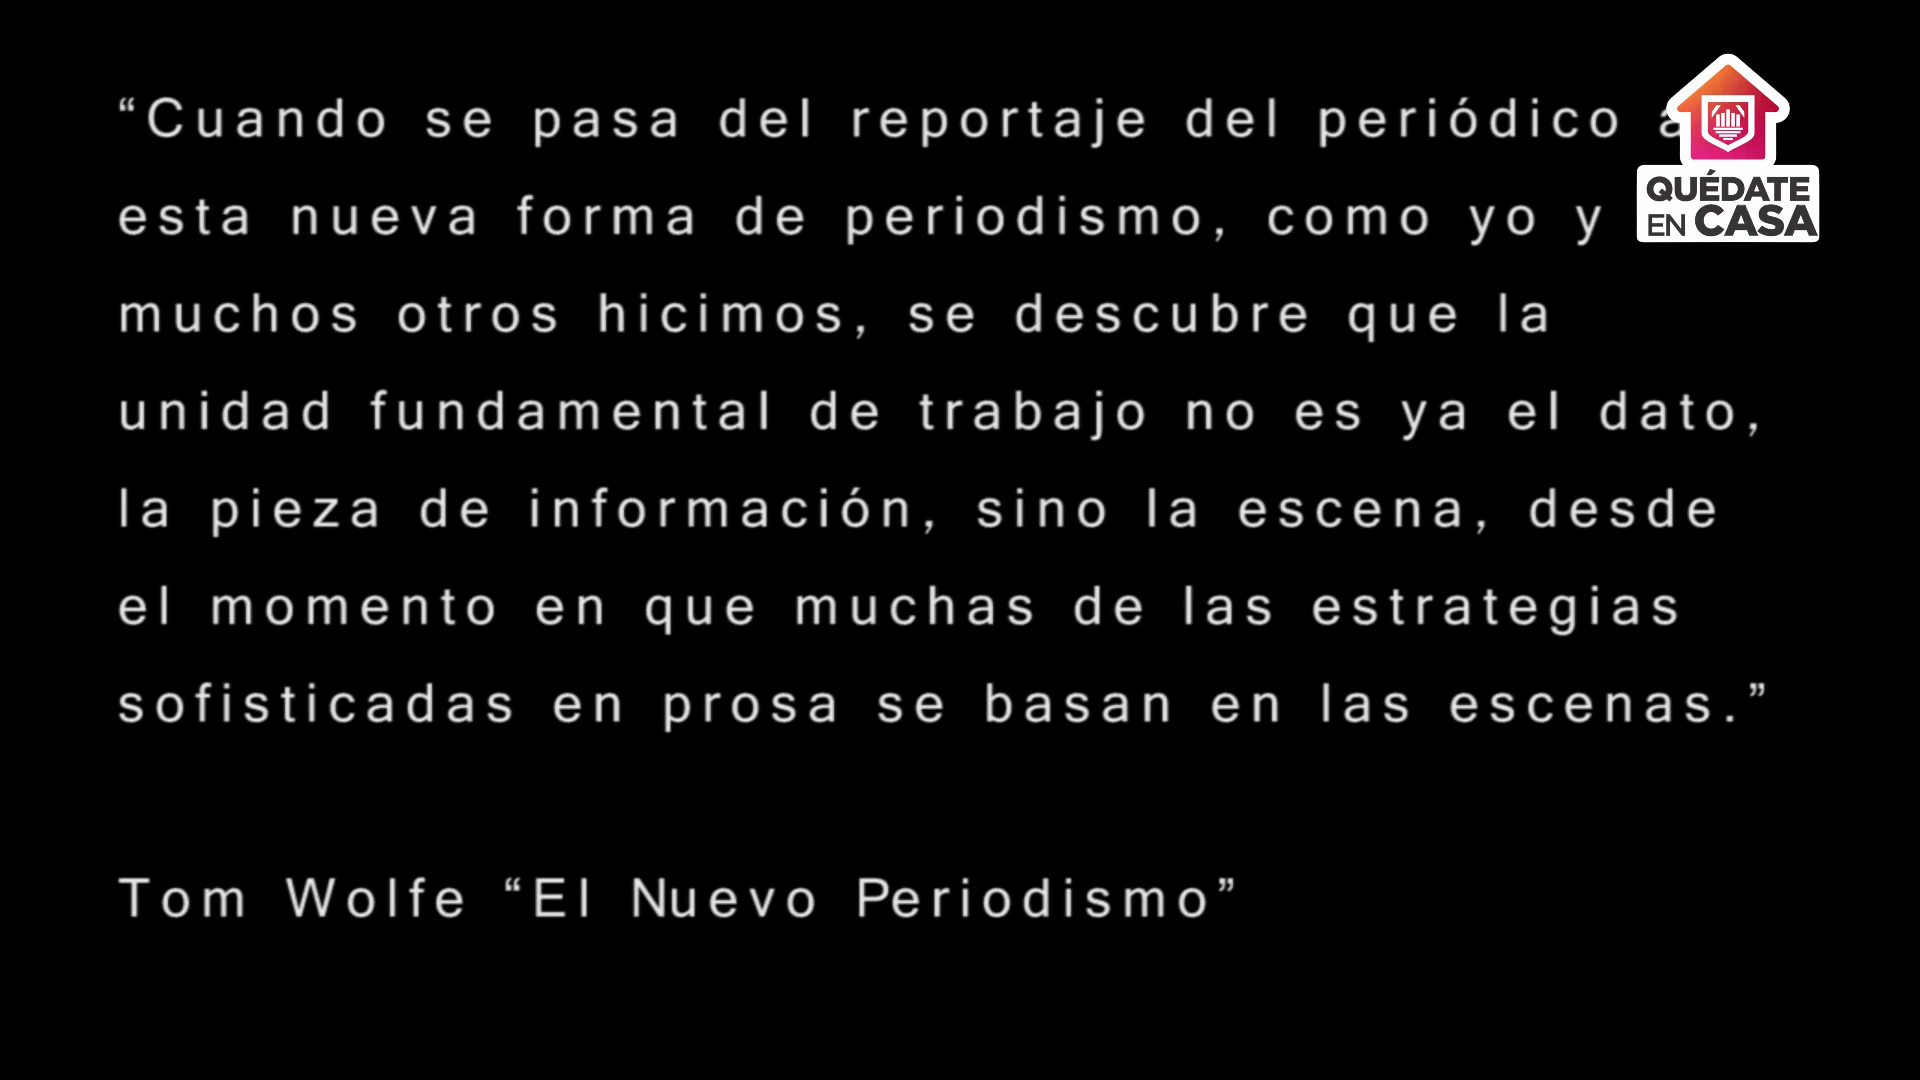 “Cuando se pasa del reportaje del periódico a
esta nueva forma de periodismo, como yo y
muchos otros hicimos, se descubre que la
unidad fundamental de trabajo no es ya el dato,
la pieza de información, sino la escena, desde
el momento en que muchas de las estrategias
sofisticadas en prosa se basan en las escenas.”
Tom Wolfe “El Nuevo Periodismo”
QUÉDATE
EN CASA